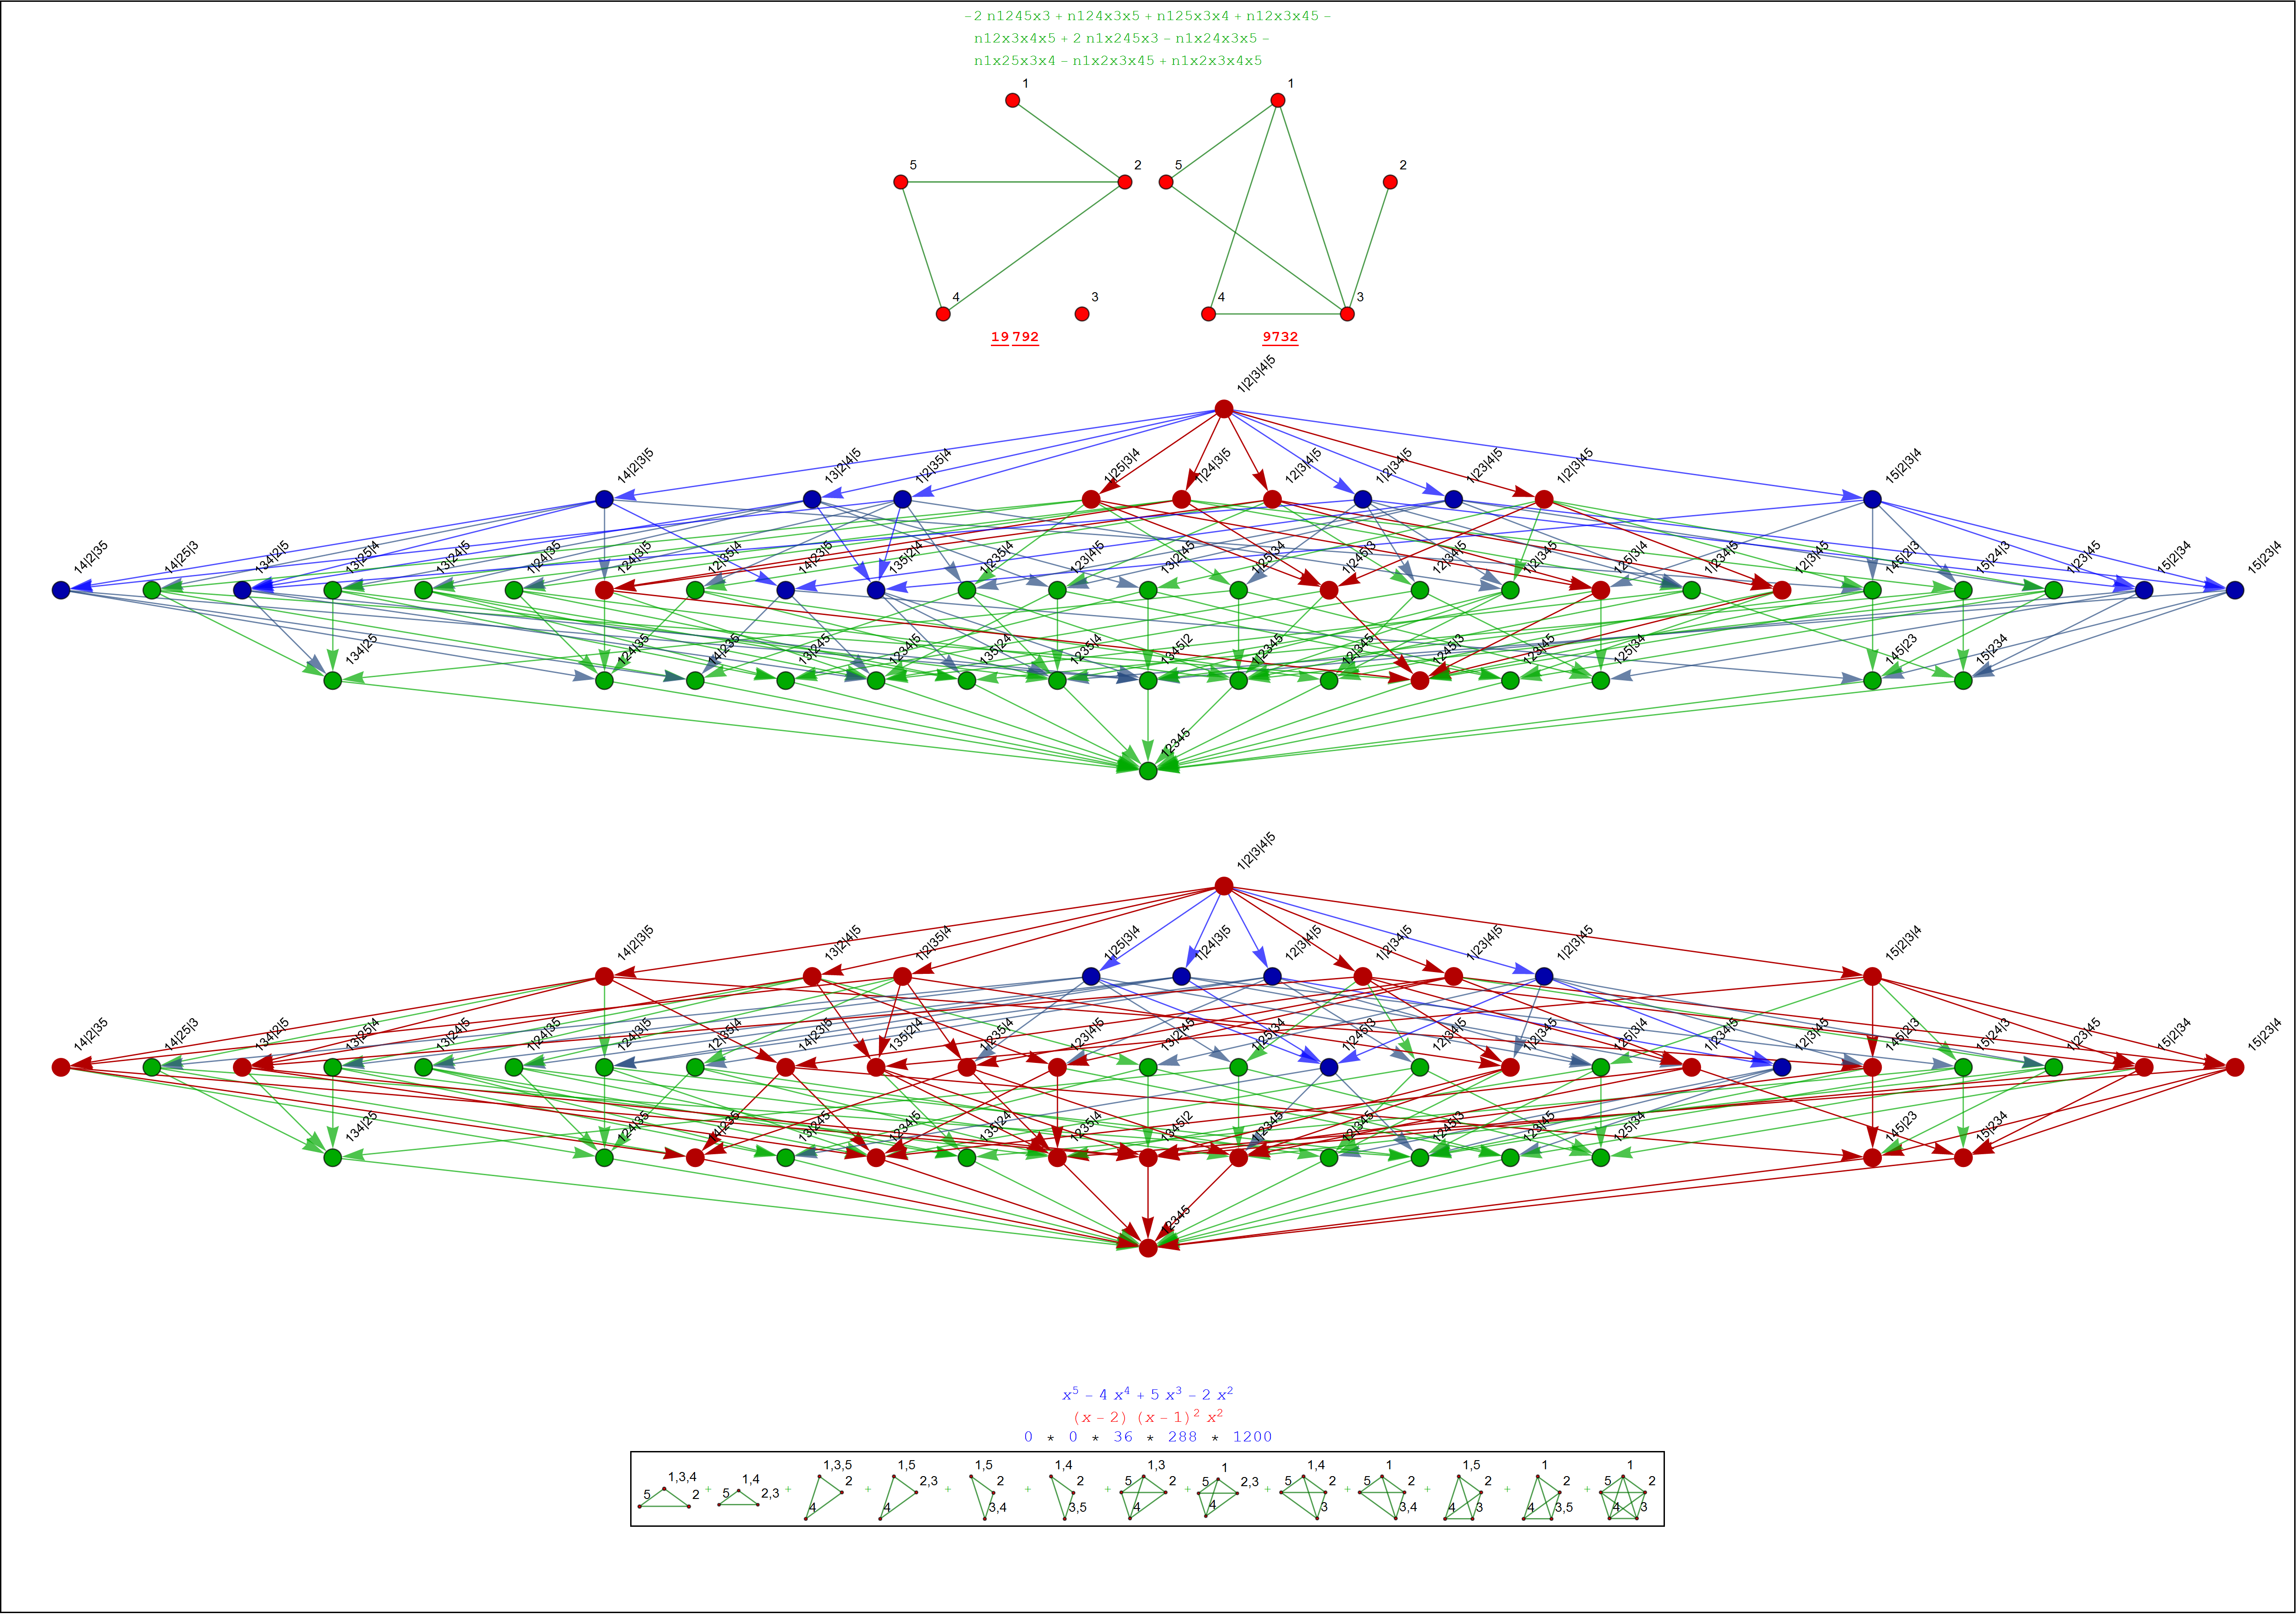 −2 n1245x3 + n124x3x5 + n125x3x4 + n12x3x45 −
n12x3x4x5 + 2 n1x245x3 − n1x24x3x5 −
n1x25x3x4 − n1x2x3x45 + n1x2x3x4x5
1 1
5 2 5 2
4 3 4 3
19 792 9732
1|2|3|4|5
14|2|3|5 13|2|4|5 1|2|35|4 1|25|3|4 1|24|3|5 12|3|4|5 1|2|34|5 1|23|4|5 1|2|3|45 15|2|3|4
14|2|35 14|25|3 134|2|5 13|25|4 13|24|5 1|24|35 124|3|5 12|35|4 14|23|5 135|2|4 1|235|4 123|4|5 13|2|45 1|25|34 1|245|3 12|34|5 1|2|345 125|3|4 1|234|5 12|3|45 145|2|3 15|24|3 1|23|45 15|2|34 15|23|4
134|25 124|35 14|235 13|245 1234|5 135|24 1235|4 1345|2 1|2345 12|345 1245|3 123|45 125|34 145|23 15|234
12345
1|2|3|4|5
14|2|3|5 13|2|4|5 1|2|35|4 1|25|3|4 1|24|3|5 12|3|4|5 1|2|34|5 1|23|4|5 1|2|3|45 15|2|3|4
14|2|35 14|25|3 134|2|5 13|25|4 13|24|5 1|24|35 124|3|5 12|35|4 14|23|5 135|2|4 1|235|4 123|4|5 13|2|45 1|25|34 1|245|3 12|34|5 1|2|345 125|3|4 1|234|5 12|3|45 145|2|3 15|24|3 1|23|45 15|2|34 15|23|4
134|25 124|35 14|235 13|245 1234|5 135|24 1235|4 1345|2 1|2345 12|345 1245|3 123|45 125|34 145|23 15|234
12345
x⁵ − 4 x⁴ + 5 x³ − 2 x²
(x − 2) (x − 1)² x²
0 * 0 * 36 * 288 * 1200
1,3,4 5 2 + 1,4 5 2,3 + 1,3,5 2 4 + 1,5 2,3 4 + 1,5 2 3,4 + 1,4 2 3,5 + 1,3 5 2 4 + 1 5 2,3 4 + 1,4 5 2 3 + 1 5 2 3,4 + 1,5 2 4 3 + 1 2 4 3,5 + 1 5 2 4 3